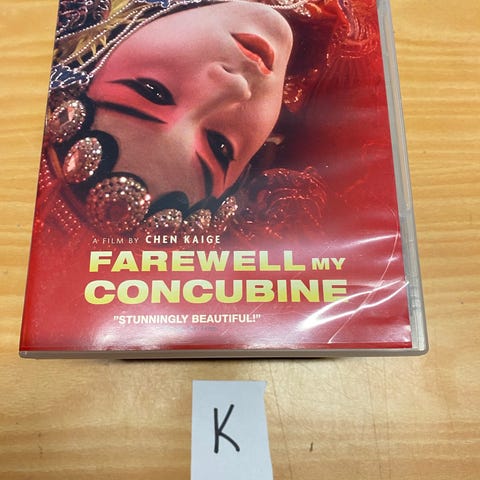 A FILM BY CHEN KAIGE
FAREWELL MY
CONCUBINE
"STUNNINGLY BEAUTIFUL!"
K